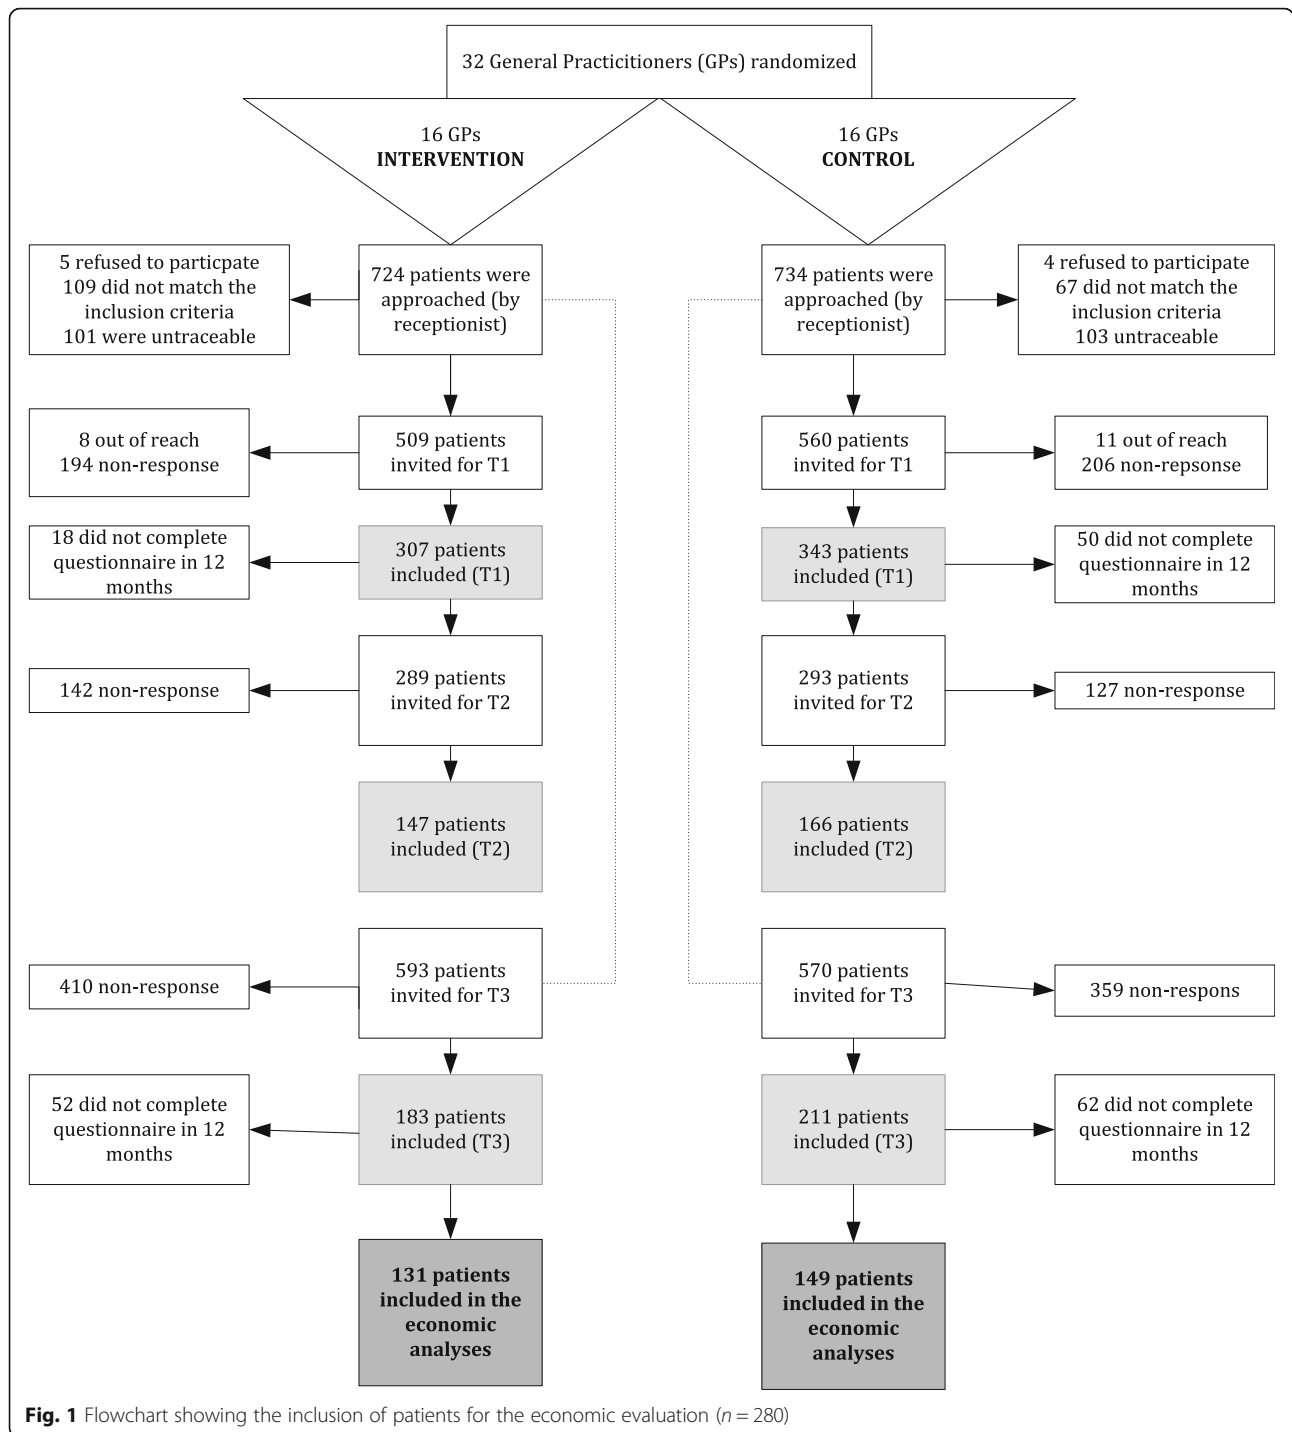 32 General Practicitioners (GPs) randomized
16 GPs
INTERVENTION
16 GPs
CONTROL
5 refused to particpate
109 did not match the
inclusion criteria
101 were untraceable
724 patients were
approached (by
receptionist)
734 patients were
approached (by
receptionist)
4 refused to participate
67 did not match the
inclusion criteria
103 untraceable
8 out of reach
194 non-response
509 patients
invited for T1
560 patients
invited for T1
11 out of reach
206 non-repsonse
18 did not complete
questionnaire in 12
months
307 patients
included (T1)
343 patients
included (T1)
50 did not complete
questionnaire in 12
months
142 non-response
289 patients
invited for T2
293 patients
invited for T2
127 non-response
147 patients
included (T2)
166 patients
included (T2)
410 non-response
593 patients
invited for T3
570 patients
invited for T3
359 non-respons
52 did not complete
questionnaire in 12
months
183 patients
included (T3)
211 patients
included (T3)
62 did not complete
questionnaire in 12
months
131 patients
included in the
economic
analyses
149 patients
included in the
economic
analyses
Fig. 1 Flowchart showing the inclusion of patients for the economic evaluation (n = 280)